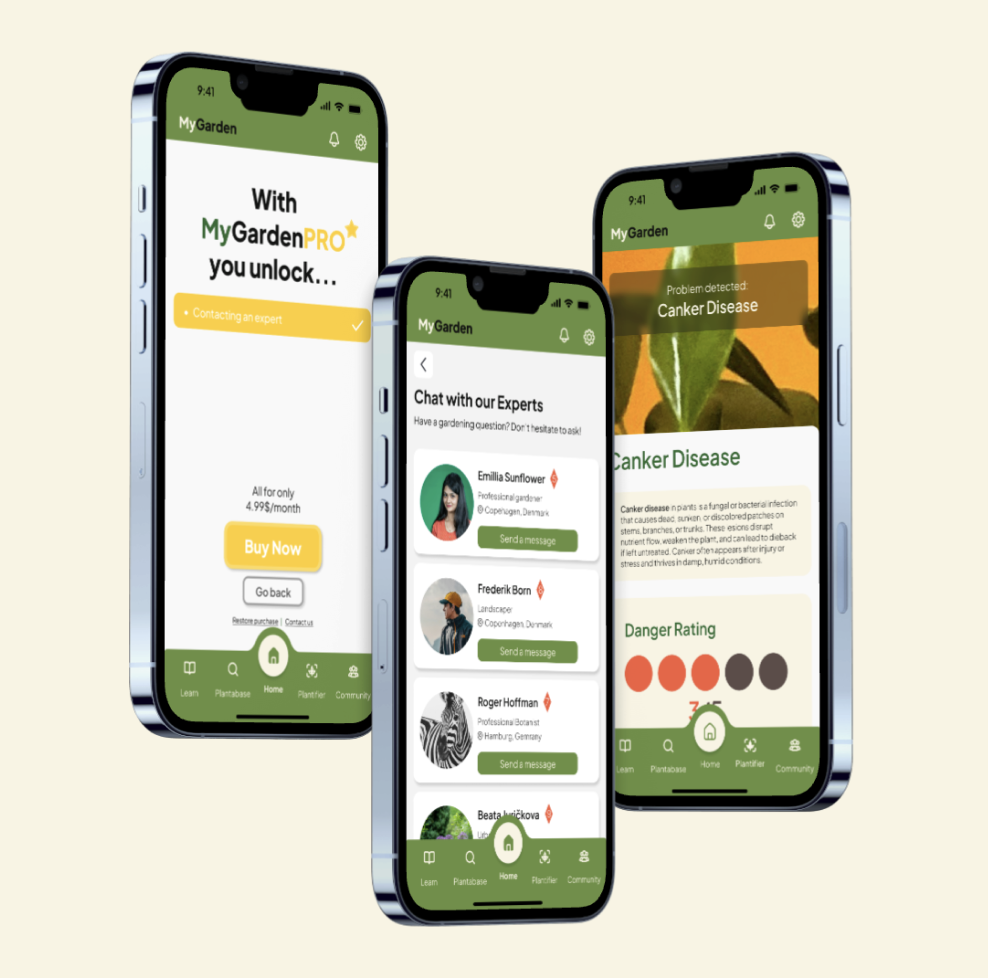 9:41
MyGarden
With
MyGardenPRO
you unlock...
• Contacting an expert
All for only
4.99$/month
Buy Now
Go back
Restore purchase | Contact us
Learn
Plantabase
Home
Plantifier
Community
9:41
MyGarden
Chat with our Experts
Have a gardening question? Don't hesitate to ask!
Emillia Sunflower
Professional gardener
Copenhagen, Denmark
Send a message
Frederik Born
Landscaper
Copenhagen, Denmark
Send a message
Roger Hoffman
Professional Botanist
Hamburg, Germany
Send a message
Beata
Learn
Plantabase
Home
Plantifier
Community
9:41
MyGarden
Problem detected:
Canker Disease
Canker Disease
Canker disease in plants is a fungal or bacterial infection
that causes dead, sunken, or discolored patches on
stems, branches, or trunks. These lesions disrupt
nutrient flow, weaken the plant, and can lead to dieback
if left untreated. Canker often appears after injury or
stress and thrives in damp, humid conditions.
Danger Rating
Learn
Plantabase
Home
Plantifier
Community